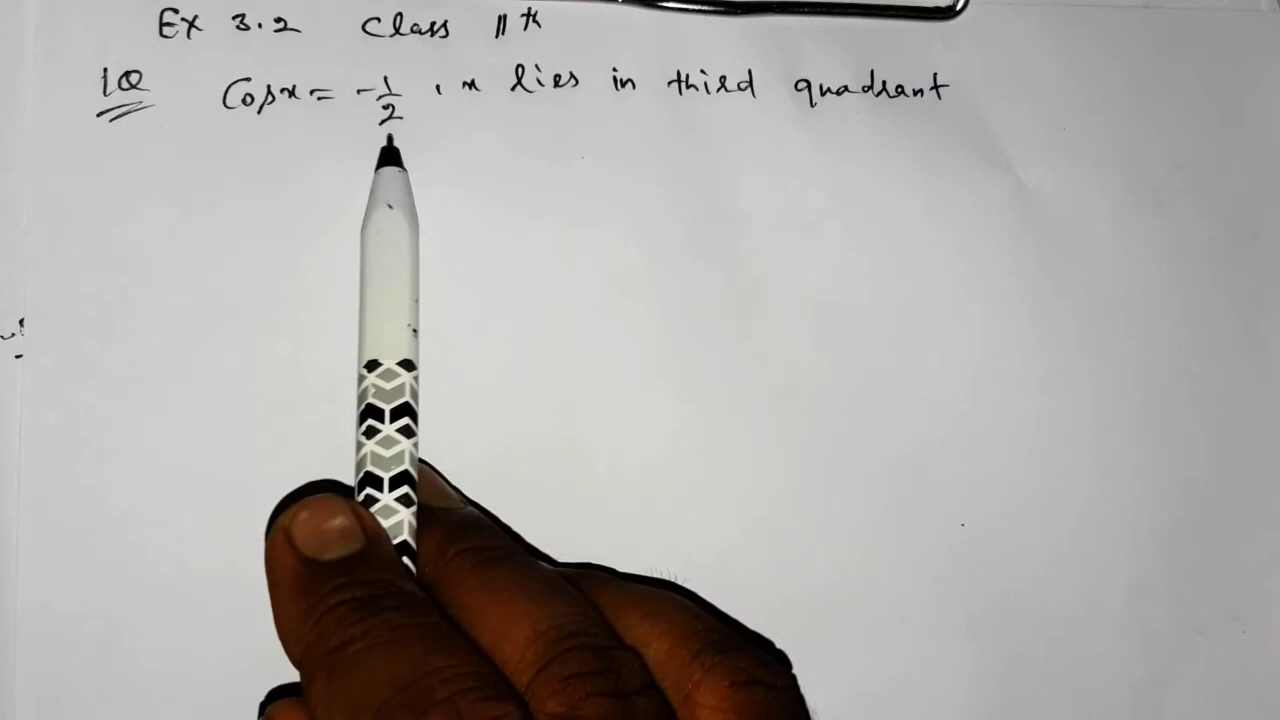 Ex 3.2 Class 11th
1Q Cosx = -1/2 , x lies in third quadrant